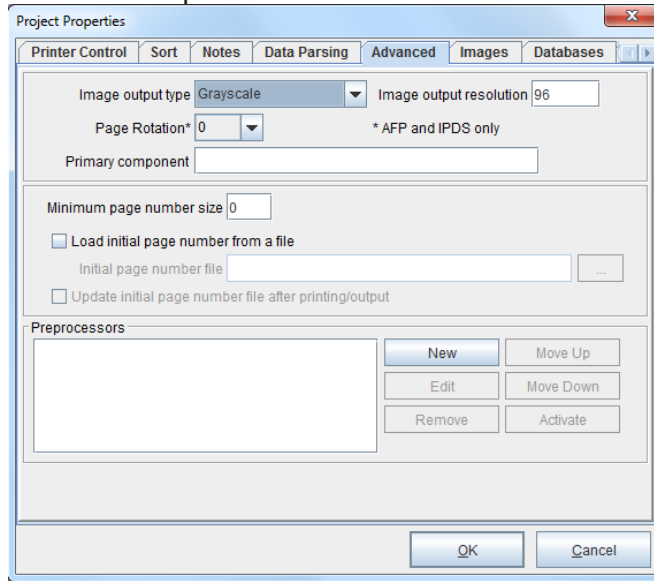 Project Properties
Printer Control Sort Notes Data Parsing Advanced Images Databases
Image output type Grayscale Image output resolution 96
Page Rotation* 0 * AFP and IPDS only
Primary component
Minimum page number size 0
Load initial page number from a file
Initial page number file ...
Update initial page number file after printing/output
Preprocessors
New Move Up
Edit Move Down
Remove Activate
OK Cancel